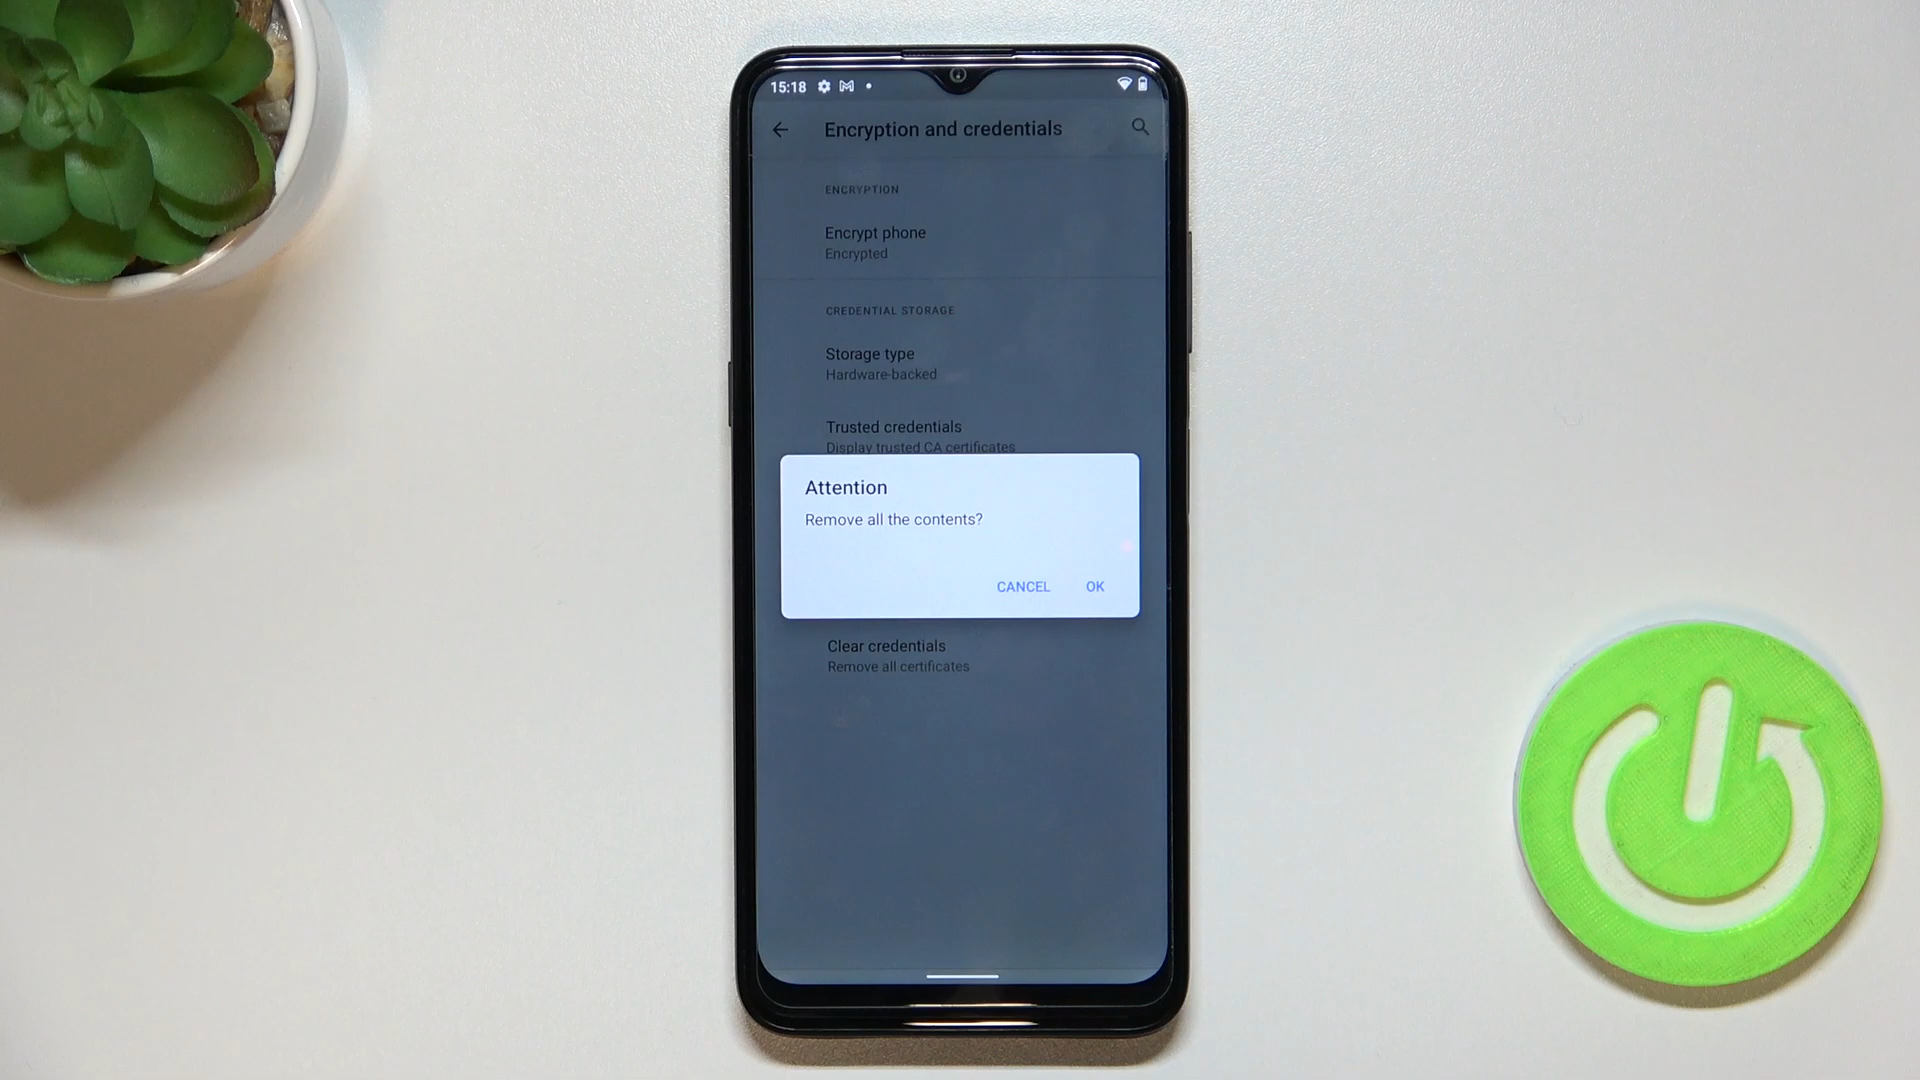 15:18
Encryption and credentials
ENCRYPTION
Encrypt phone
Encrypted
CREDENTIAL STORAGE
Storage type
Hardware-backed
Trusted credentials
Display trusted CA certificates
Attention
Remove all the contents?
CANCEL OK
Clear credentials
Remove all certificates